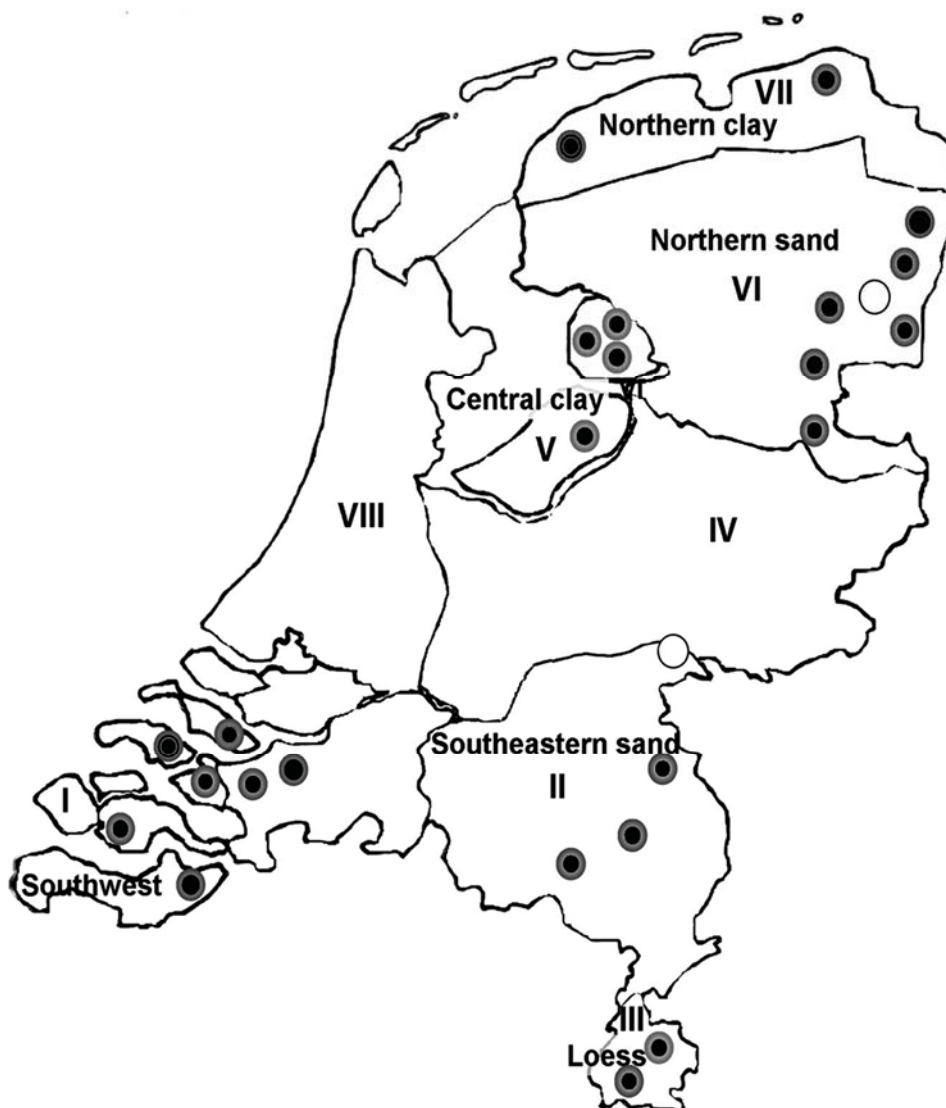 VII
Northern clay
Northern sand
VI
Central clay
V
VIII
IV
Southeastern sand
II
I
Southwest
III
Loess